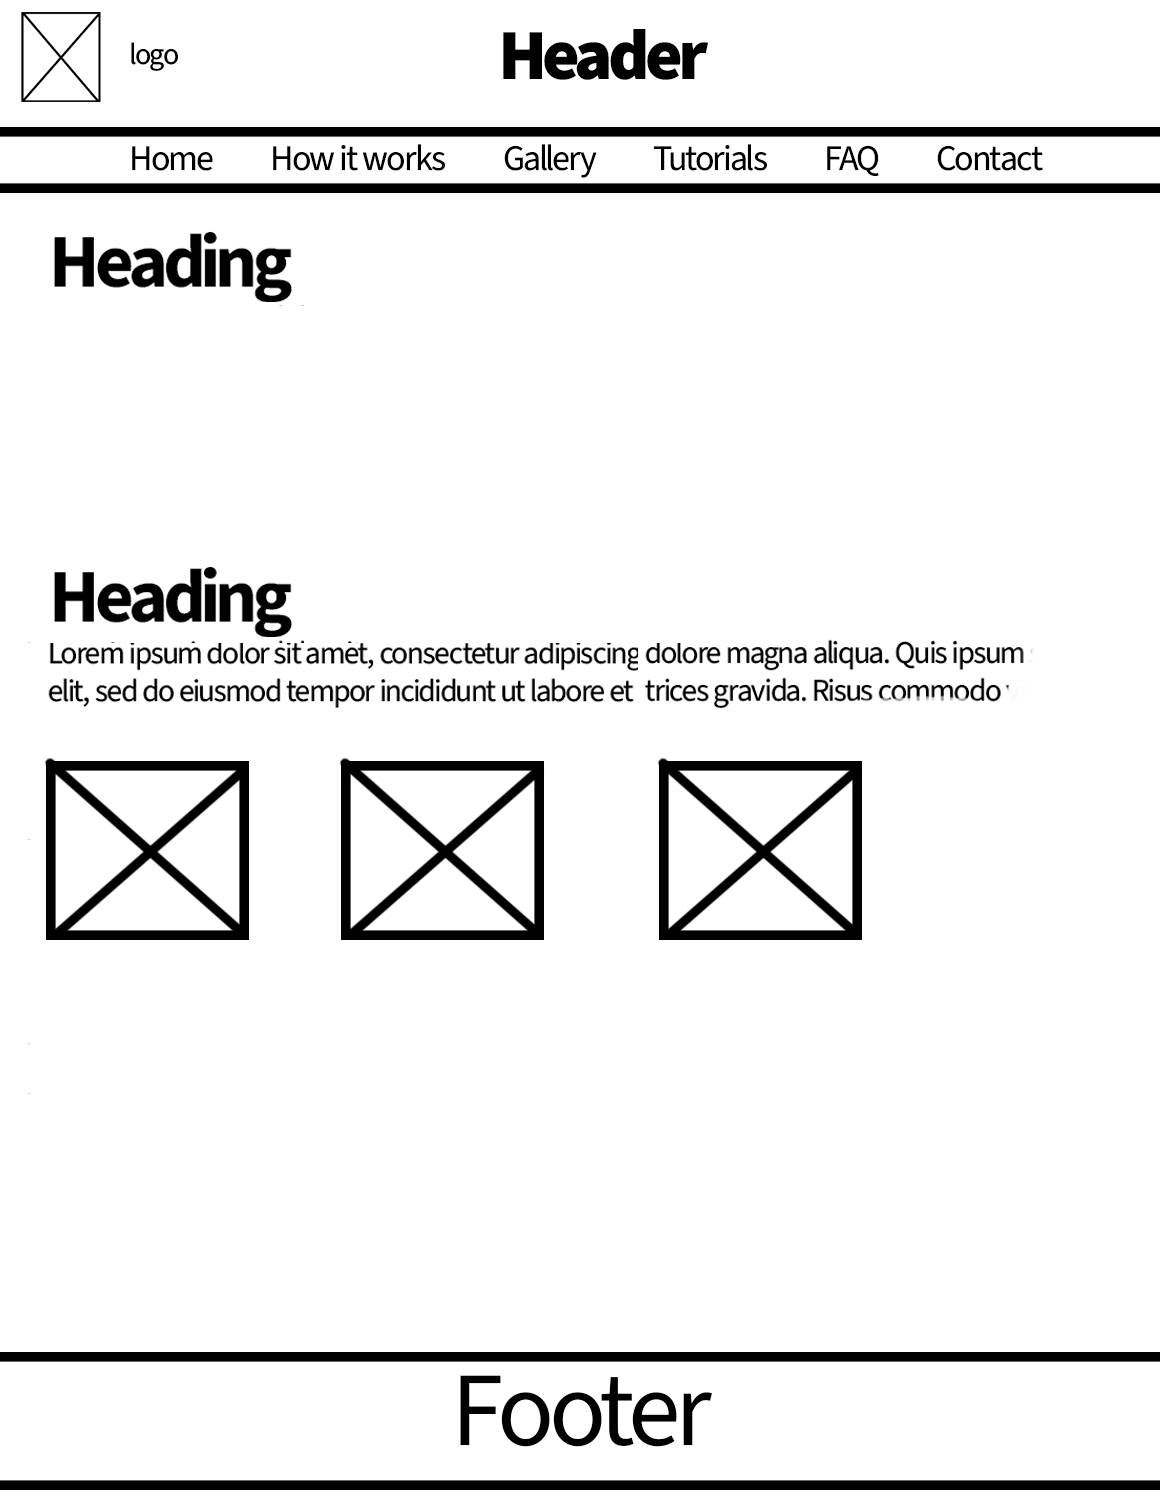 logo
Header
Home How it works Gallery Tutorials FAQ Contact
Heading
Heading
Lorem ipsum dolor sit amet, consectetur adipiscing dolore magna aliqua. Quis ipsum
elit, sed do eiusmod tempor incididunt ut labore et trices gravida. Risus commodo
Footer